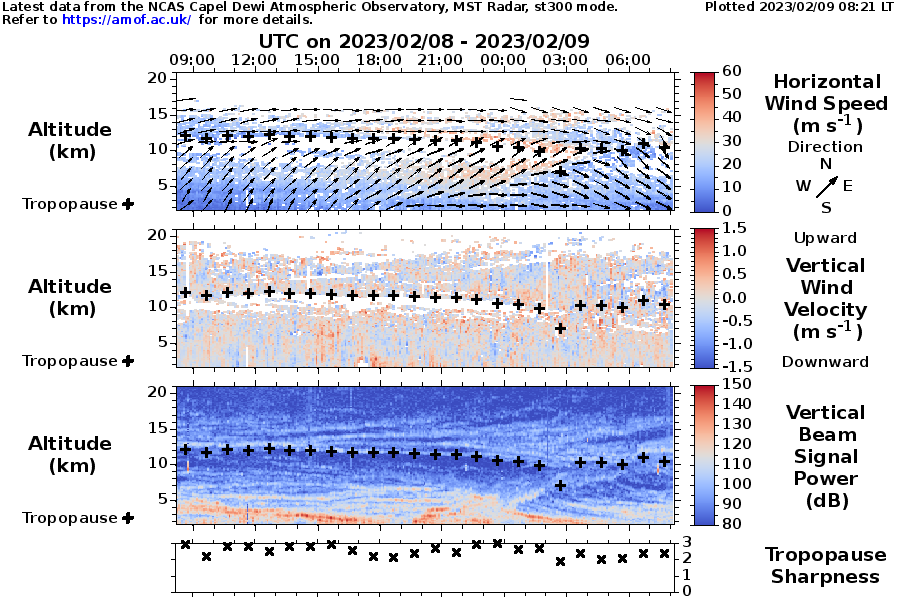 Latest data from the NCAS Capel Dewi Atmospheric Observatory, MST Radar, st300 mode. Plotted 2023/02/09 08:21 LT
Refer to https://amof.ac.uk/ for more details.
UTC on 2023/02/08 - 2023/02/09
09:00 12:00 15:00 18:00 21:00 00:00 03:00 06:00
20
15
10
5
Altitude
(km)
Tropopause
60
50
40
30
20
10
0
Horizontal
Wind Speed
(m s-1)
Direction
N
W E
S
20
15
10
5
Altitude
(km)
Tropopause
1.5
1.0
0.5
0.0
-0.5
-1.0
-1.5
Upward
Vertical
Wind
Velocity
(m s-1)
Downward
20
15
10
5
Altitude
(km)
Tropopause
150
140
130
120
110
100
90
80
Vertical
Beam
Signal
Power
(dB)
3
2
1
0
Tropopause
Sharpness